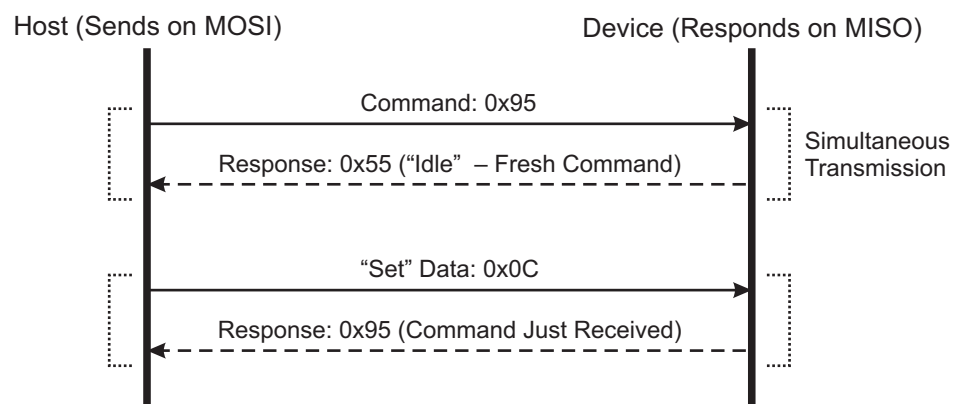 Host (Sends on MOSI)
Device (Responds on MISO)
Command: 0x95
Response: 0x55 (“Idle” – Fresh Command)
Simultaneous
Transmission
“Set” Data: 0x0C
Response: 0x95 (Command Just Received)